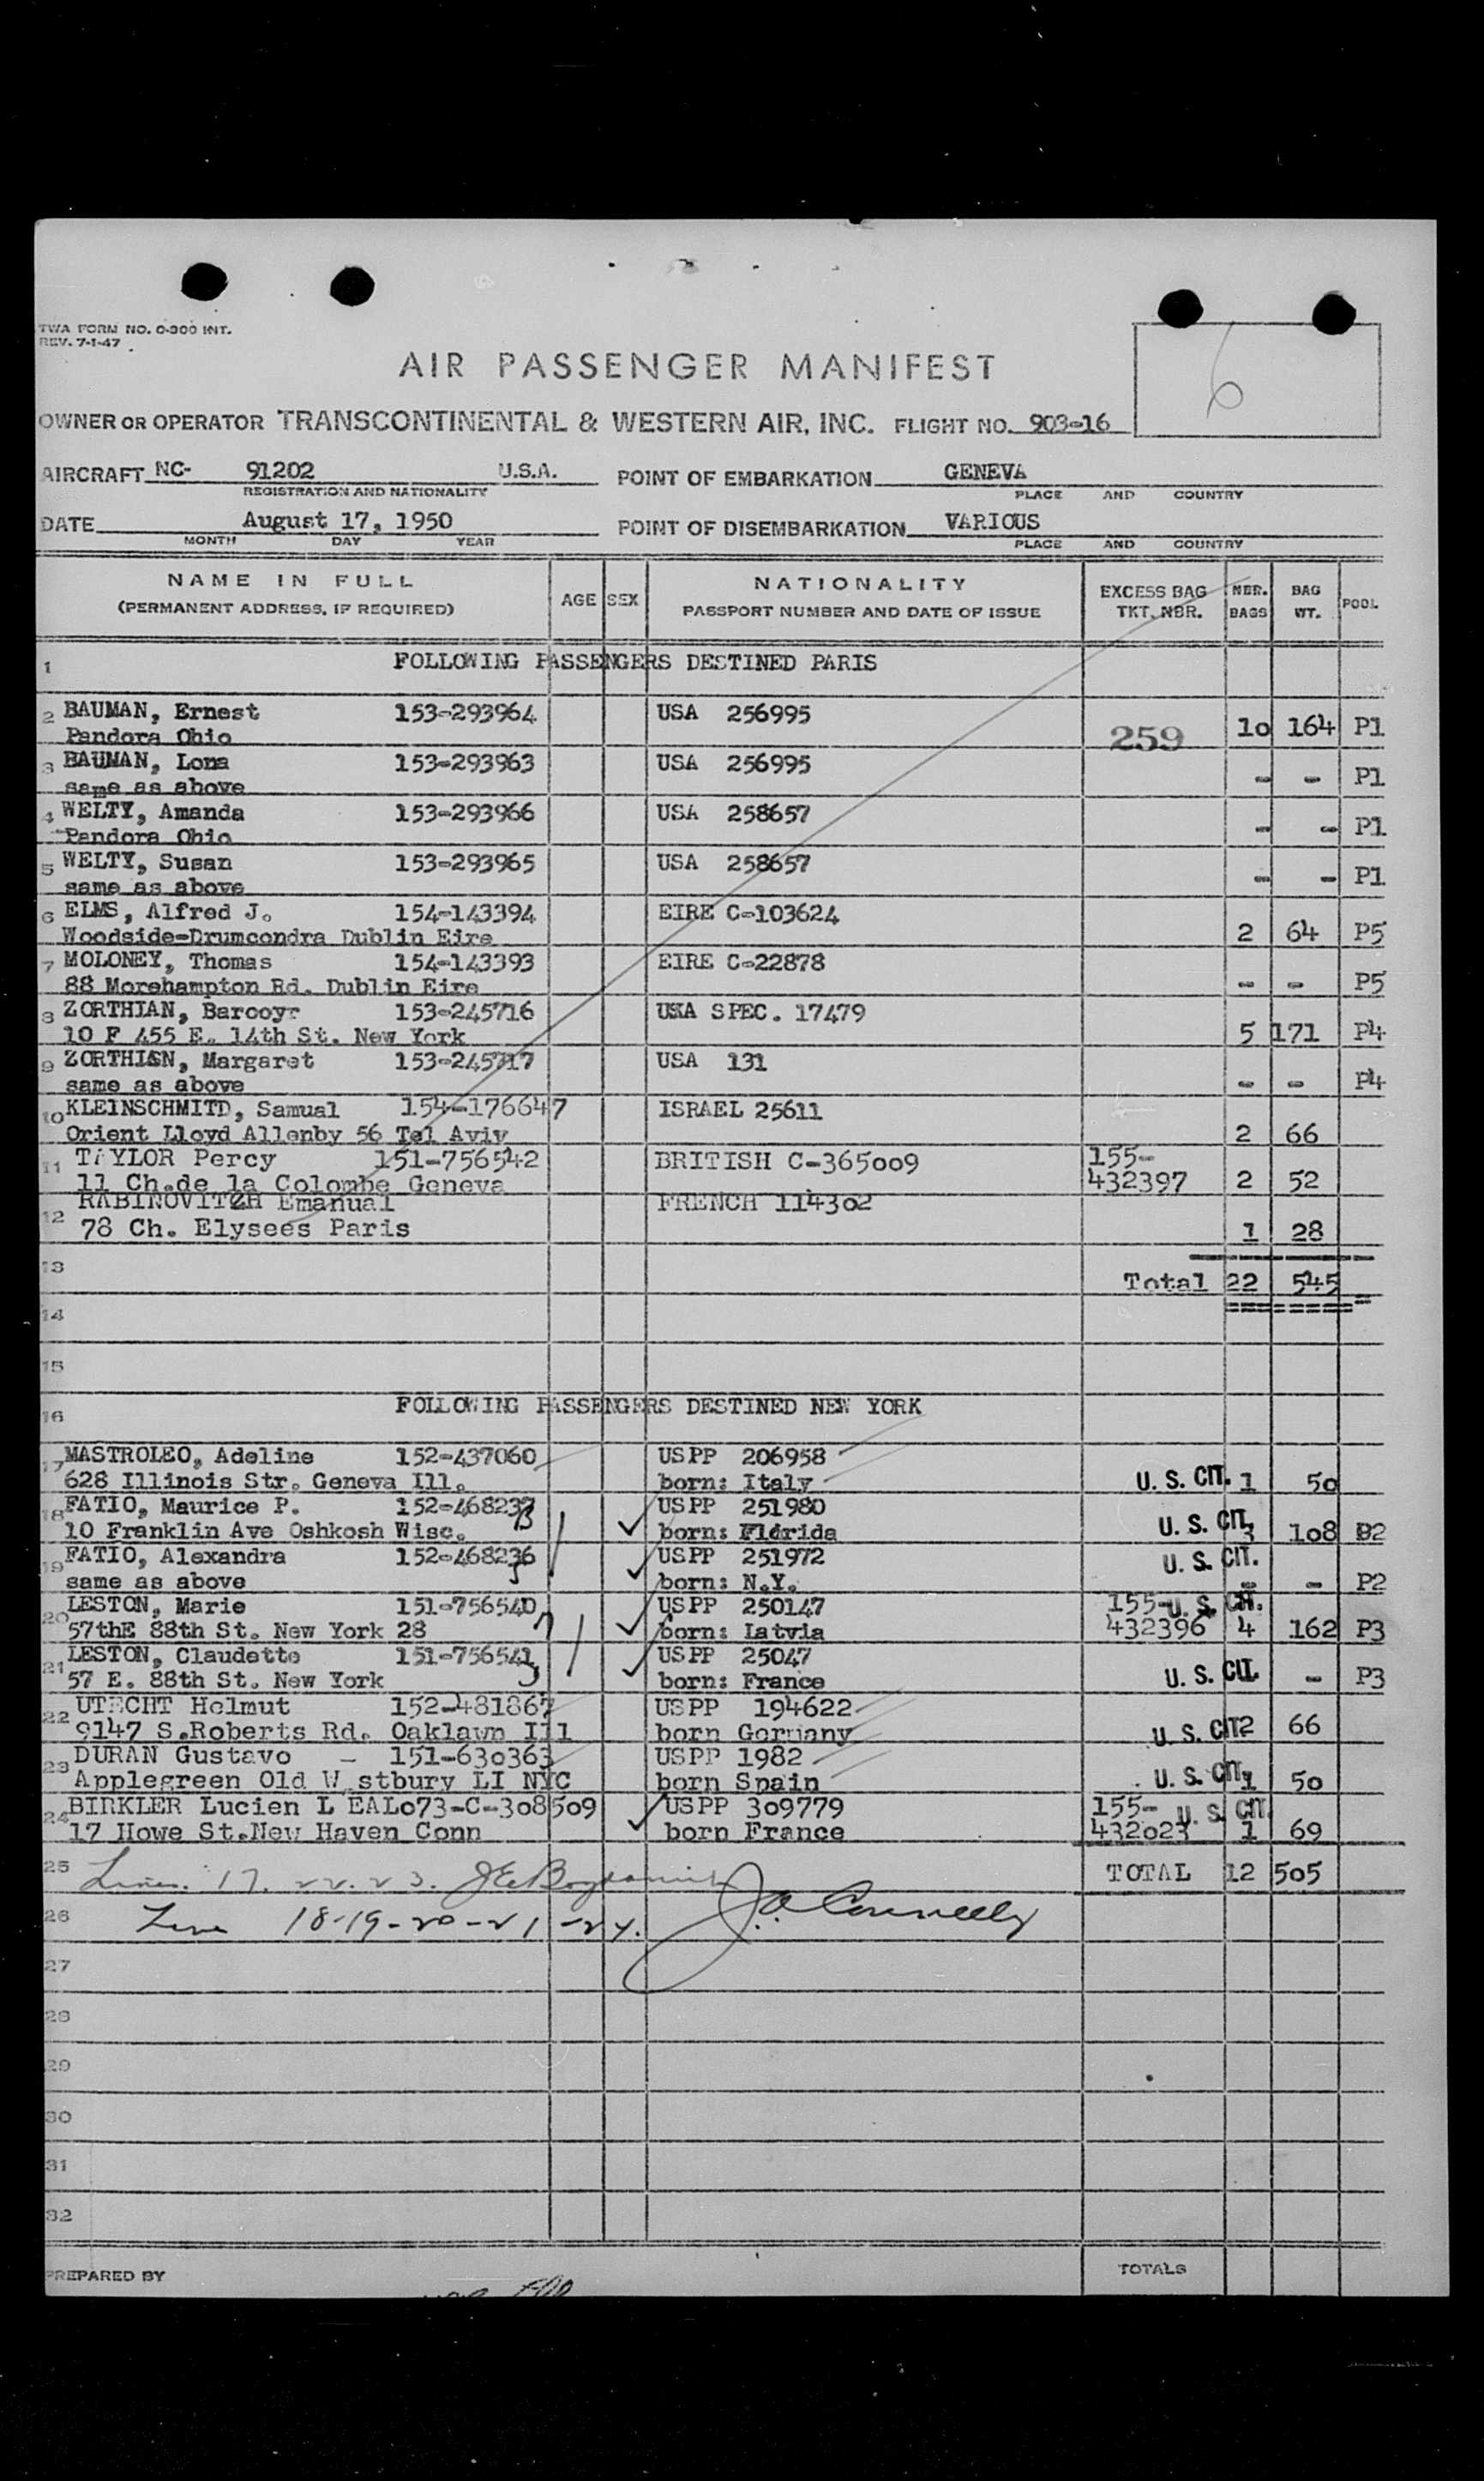 TWA FORM NO. O-300 INT.
REV. 7-1-47
6
AIR PASSENGER MANIFEST
OWNER OR OPERATOR TRANSCONTINENTAL & WESTERN AIR, INC. FLIGHT NO. 903-16
AIRCRAFT NC- 91202 U.S.A. POINT OF EMBARKATION GENEVA
REGISTRATION AND NATIONALITY PLACE AND COUNTRY
DATE August 17, 1950 POINT OF DISEMBARKATION VARIOUS
MONTH DAY YEAR PLACE AND COUNTRY
NAME IN FULL (PERMANENT ADDRESS, IF REQUIRED) AGE SEX NATIONALITY PASSPORT NUMBER AND DATE OF ISSUE EXCESS BAG TKT. NBR. NBR. BAGS BAG WT. POOL
1 FOLLOWING PASSENGERS DESTINED PARIS
2 BAUMAN, Ernest 153-293964 USA 256995
Pandora Ohio 259 10 164 P1
3 BAUMAN, Lona 153-293963 USA 256995
same as above - - P1
4 WELTY, Amanda 153-293966 USA 258657
Pandora Ohio - - P1
5 WELTY, Susan 153-293965 USA 258657
same as above - - P1
6 ELMS, Alfred J. 154-143394 EIRE C-103624
Woodside-Drumcondra Dublin Eire 2 64 P5
7 MOLONEY, Thomas 154-143393 EIRE C-22878
88 Morehampton Rd. Dublin Eire - - P5
8 ZORTHIAN, Barcoyr 153-245716 USA SPEC. 17479
10 F 455 E. 14th St. New York 5 171 P4
9 ZORTHIAN, Margaret 153-245717 USA 131
same as above - - P4
10 KLEINSCHMITD, Samual 154-176647 ISRAEL 25611
Orient Lloyd Allenby 56 Tel Aviv 2 66
11 TAYLOR Percy 151-756542 BRITISH C-365009 155-
11 Ch.de la Colombe Geneva 432397 2 52
12 RABINOVITCH Emanual FRENCH 114302
78 Ch. Elysees Paris 1 28
13 Total 22 545
14
15
16 FOLLOWING PASSENGERS DESTINED NEW YORK
17 MASTROLEO, Adeline 152-437060 USPP 206958
628 Illinois Str. Geneva Ill. born: Italy U. S. CIT. 1 50
18 FATIO, Maurice P. 152-468237 USPP 251980
10 Franklin Ave Oshkosh Wisc. born: Florida U. S. CIT. 3 108 P2
19 FATIO, Alexandra 152-468236 USPP 251972 U. S. CIT.
same as above born: N.Y. - - P2
20 LESTON, Marie 151-756540 USPP 250147 155- U. S. CIT.
57thE 88th St. New York 28 born: Latvia 432396 4 162 P3
21 LESTON, Claudette 151-756541 USPP 25047
57 E. 88th St. New York born: France U. S. CIT. - P3
22 UTECHT Helmut 152-481867 USPP 194622
9147 S.Roberts Rd. Oaklawn Ill born Germany U. S. CIT 2 66
23 DURAN Gustavo - 151-630363 USPP 1982
Applegreen Old W stbury LI NYC born Spain U. S. CIT. 1 50
24 BIRKLER Lucien L EAL073-C-308509 USPP 309779 155- U. S. CIT.
17 Howe St.New Haven Conn born France 432023 1 69
25 Lines. 17. 22. 23. TOTAL 12 505
26 Line 18-19-20-21-24. J.A. Connelly
27
28
29
30
31
32
PREPARED BY TOTALS